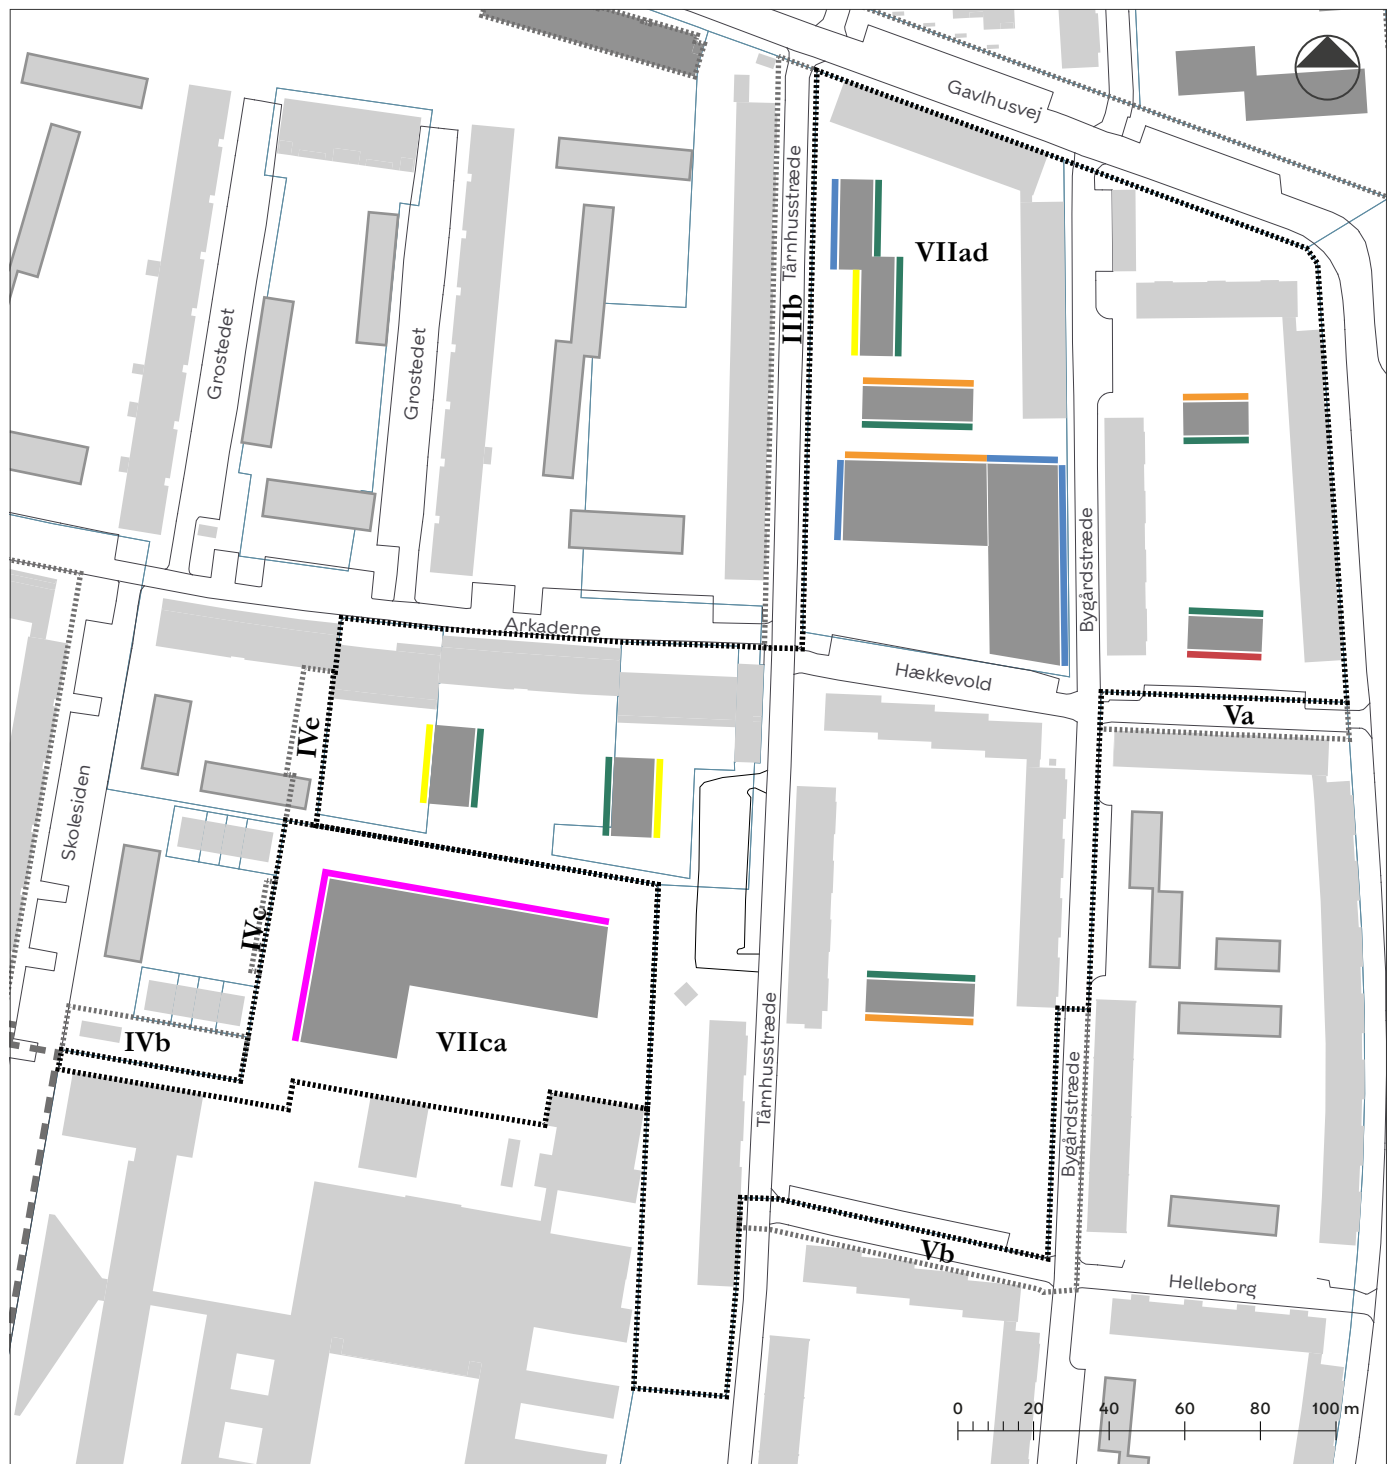 Gavlhusvej
Tårnhusstræde
VIIad
IIIb
Grostedet
Grostedet
Bygårdstræde
Arkaderne
Hækkevold
IVe
Va
Skolesiden
IVc
IVb
VIIca
Tårnhusstræde
Bygårdstræde
Vb
Helleborg
0 20 40 60 80 100 m